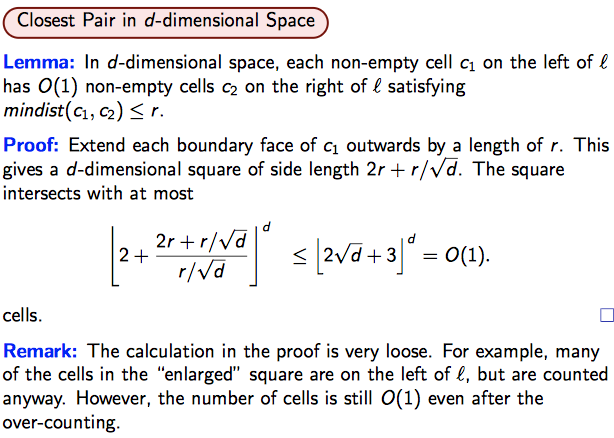 Closest Pair in d-dimensional Space
Lemma: In d-dimensional space, each non-empty cell c₁ on the left of ℓ
has O(1) non-empty cells c₂ on the right of ℓ satisfying
mindist(c₁, c₂) ≤ r.
Proof: Extend each boundary face of c₁ outwards by a length of r. This
gives a d-dimensional square of side length 2r + r/√d. The square
intersects with at most
⌊2 + (2r + r/√d)/(r/√d)⌋^d ≤ ⌊2√d + 3⌋^d = O(1).
cells.
Remark: The calculation in the proof is very loose. For example, many
of the cells in the “enlarged” square are on the left of ℓ, but are counted
anyway. However, the number of cells is still O(1) even after the
over-counting.